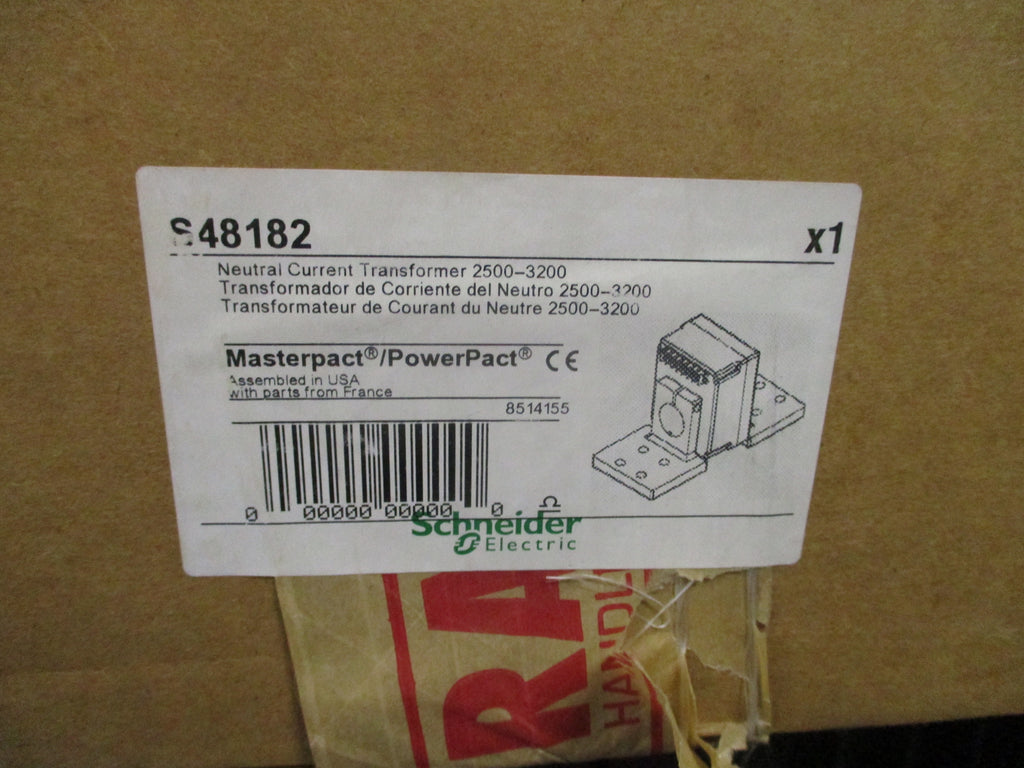 S48182 x1
Neutral Current Transformer 2500-3200
Transformador de Corriente del Neutro 2500-3200
Transformateur de Courant du Neutre 2500-3200
Masterpact®/PowerPact® CE
Assembled in USA
with parts from France
8514155
0 00000 00000 0
Schneider
Electric
RA
HANDL